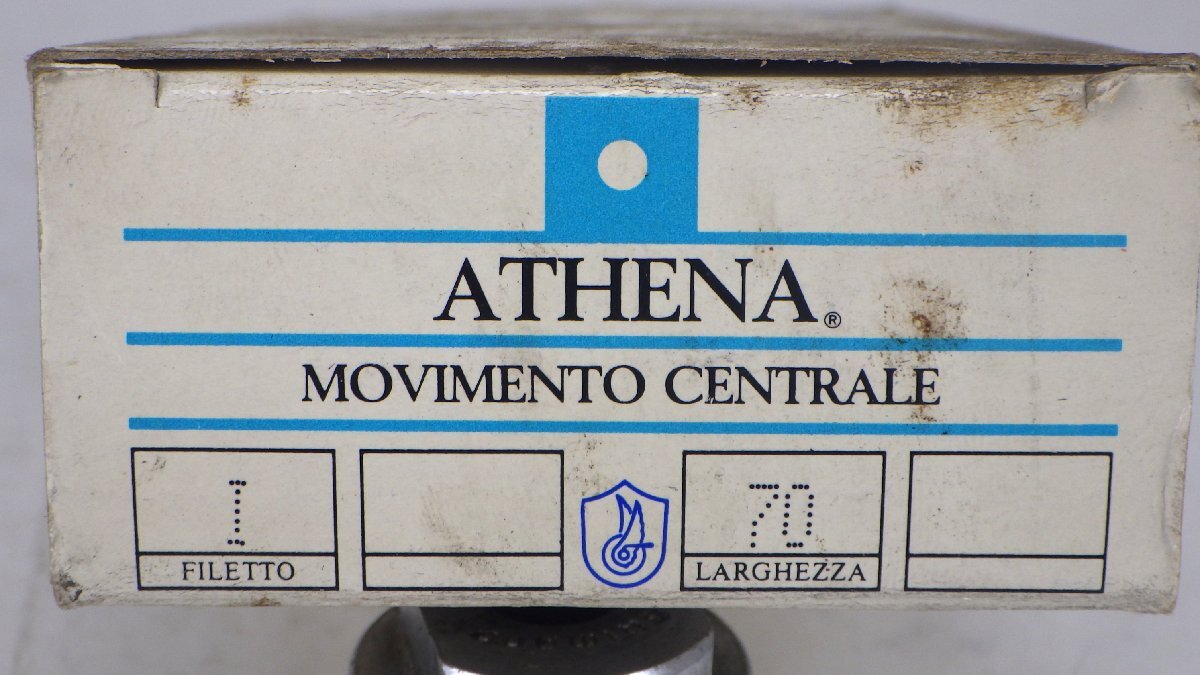 ATHENA®
MOVIMENTO CENTRALE
I
70
FILETTO
LARGHEZZA